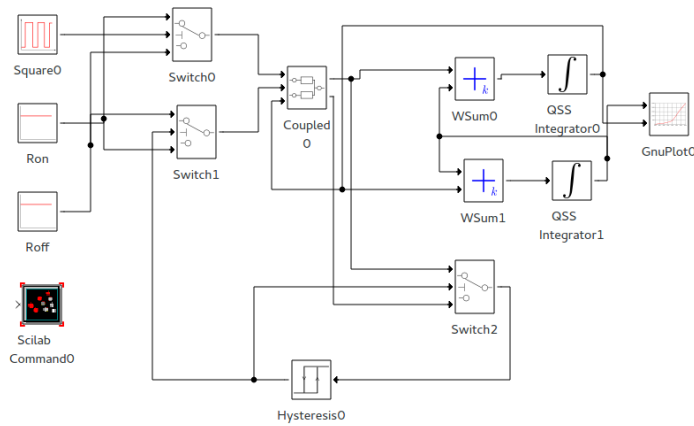 Square0
Switch0
Ron
Switch1
Roff
Scilab
Command0
Coupled
0
k
WSum0
QSS
Integrator0
GnuPlot0
k
WSum1
QSS
Integrator1
Switch2
Hysteresis0